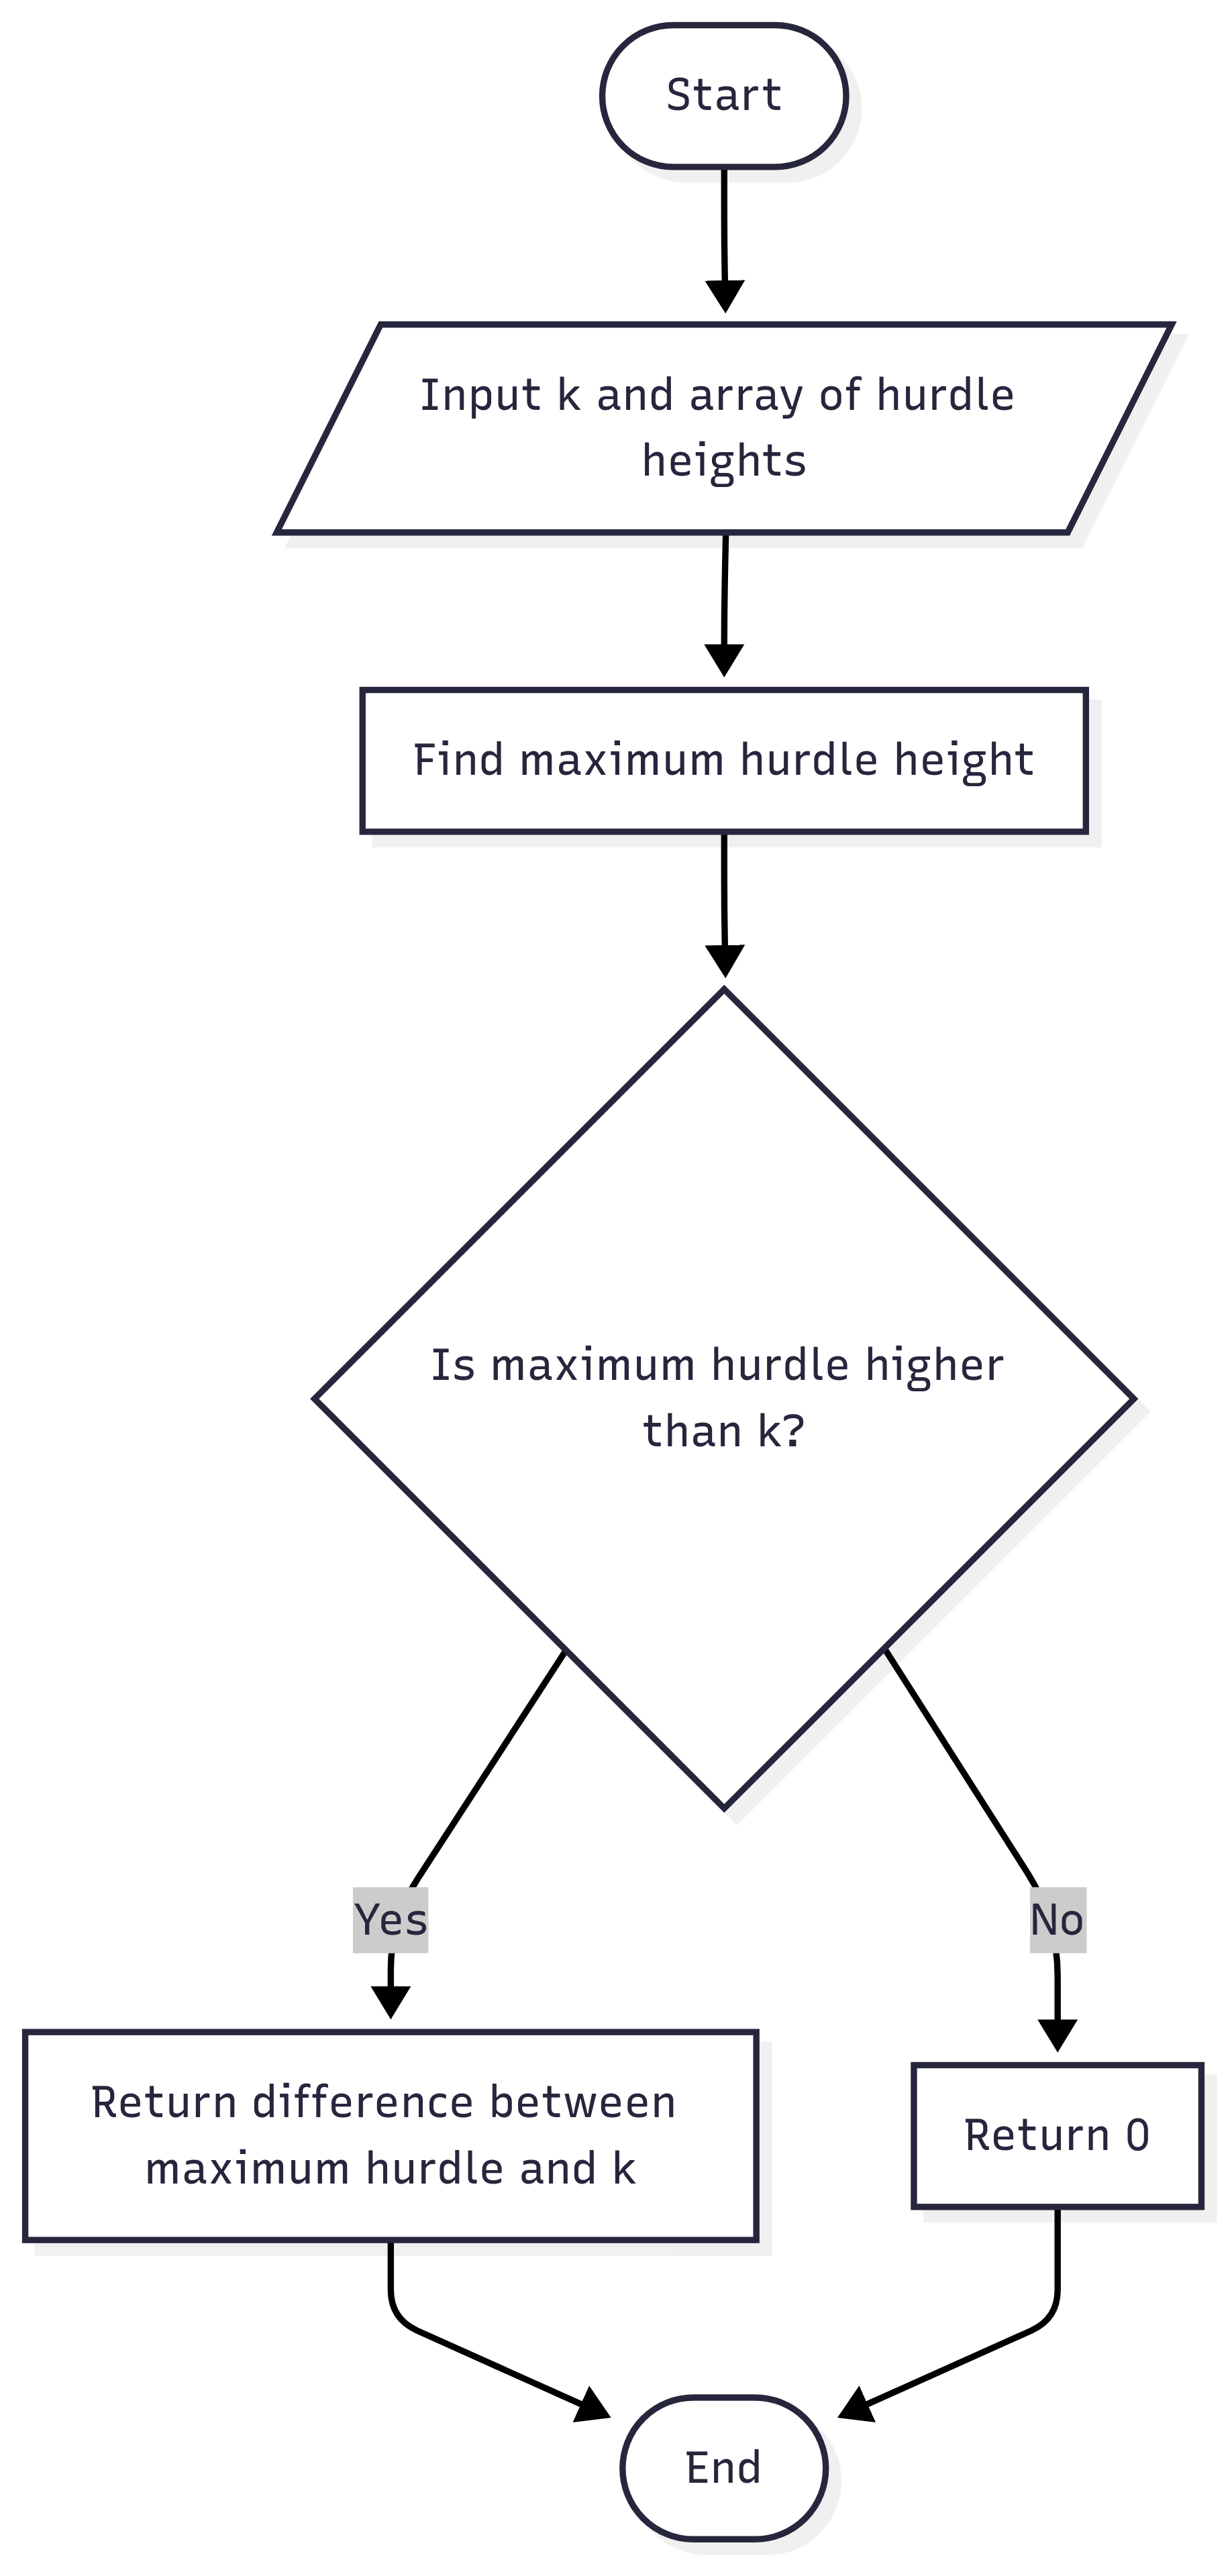 Start
Input k and array of hurdle
heights
Find maximum hurdle height
Is maximum hurdle higher
than k?
Yes
No
Return difference between
maximum hurdle and k
Return 0
End